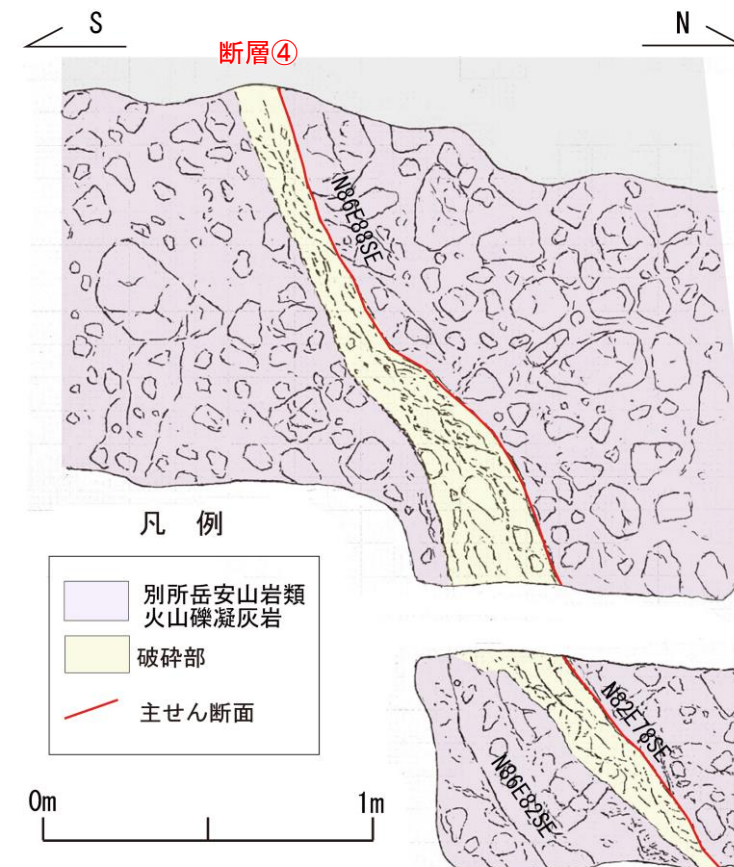 S
N
断層④
N86E88SE
凡 例
別所岳安山岩類
火山礫凝灰岩
破砕部
主せん断面
N82E78SE
N86E82SE
0m
1m